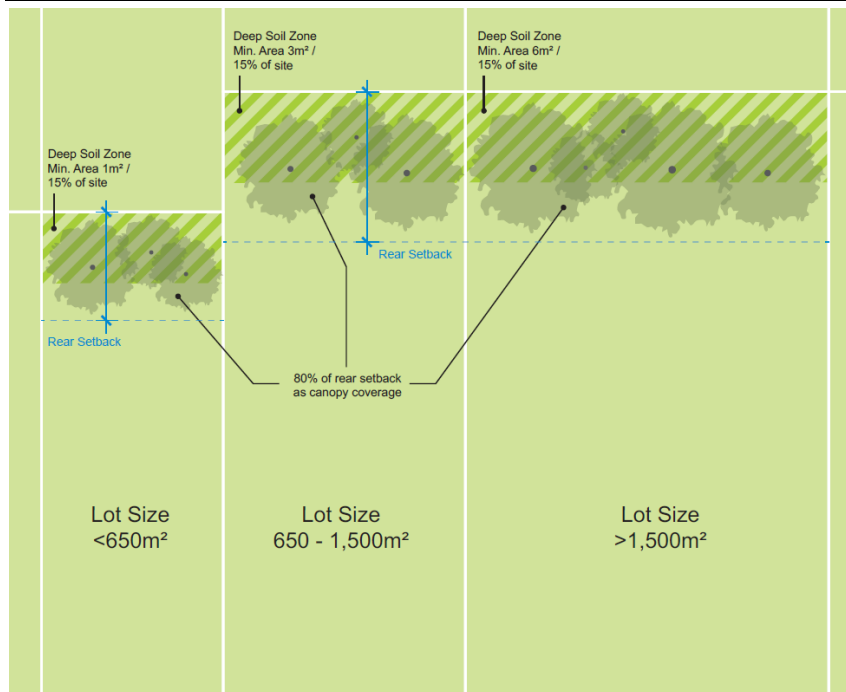 Deep Soil Zone
Min. Area 3m² /
15% of site
Deep Soil Zone
Min. Area 6m² /
15% of site
Deep Soil Zone
Min. Area 1m² /
15% of site
Rear Setback
Rear Setback
80% of rear setback
as canopy coverage
Lot Size
<650m²
Lot Size
650 - 1,500m²
Lot Size
>1,500m²